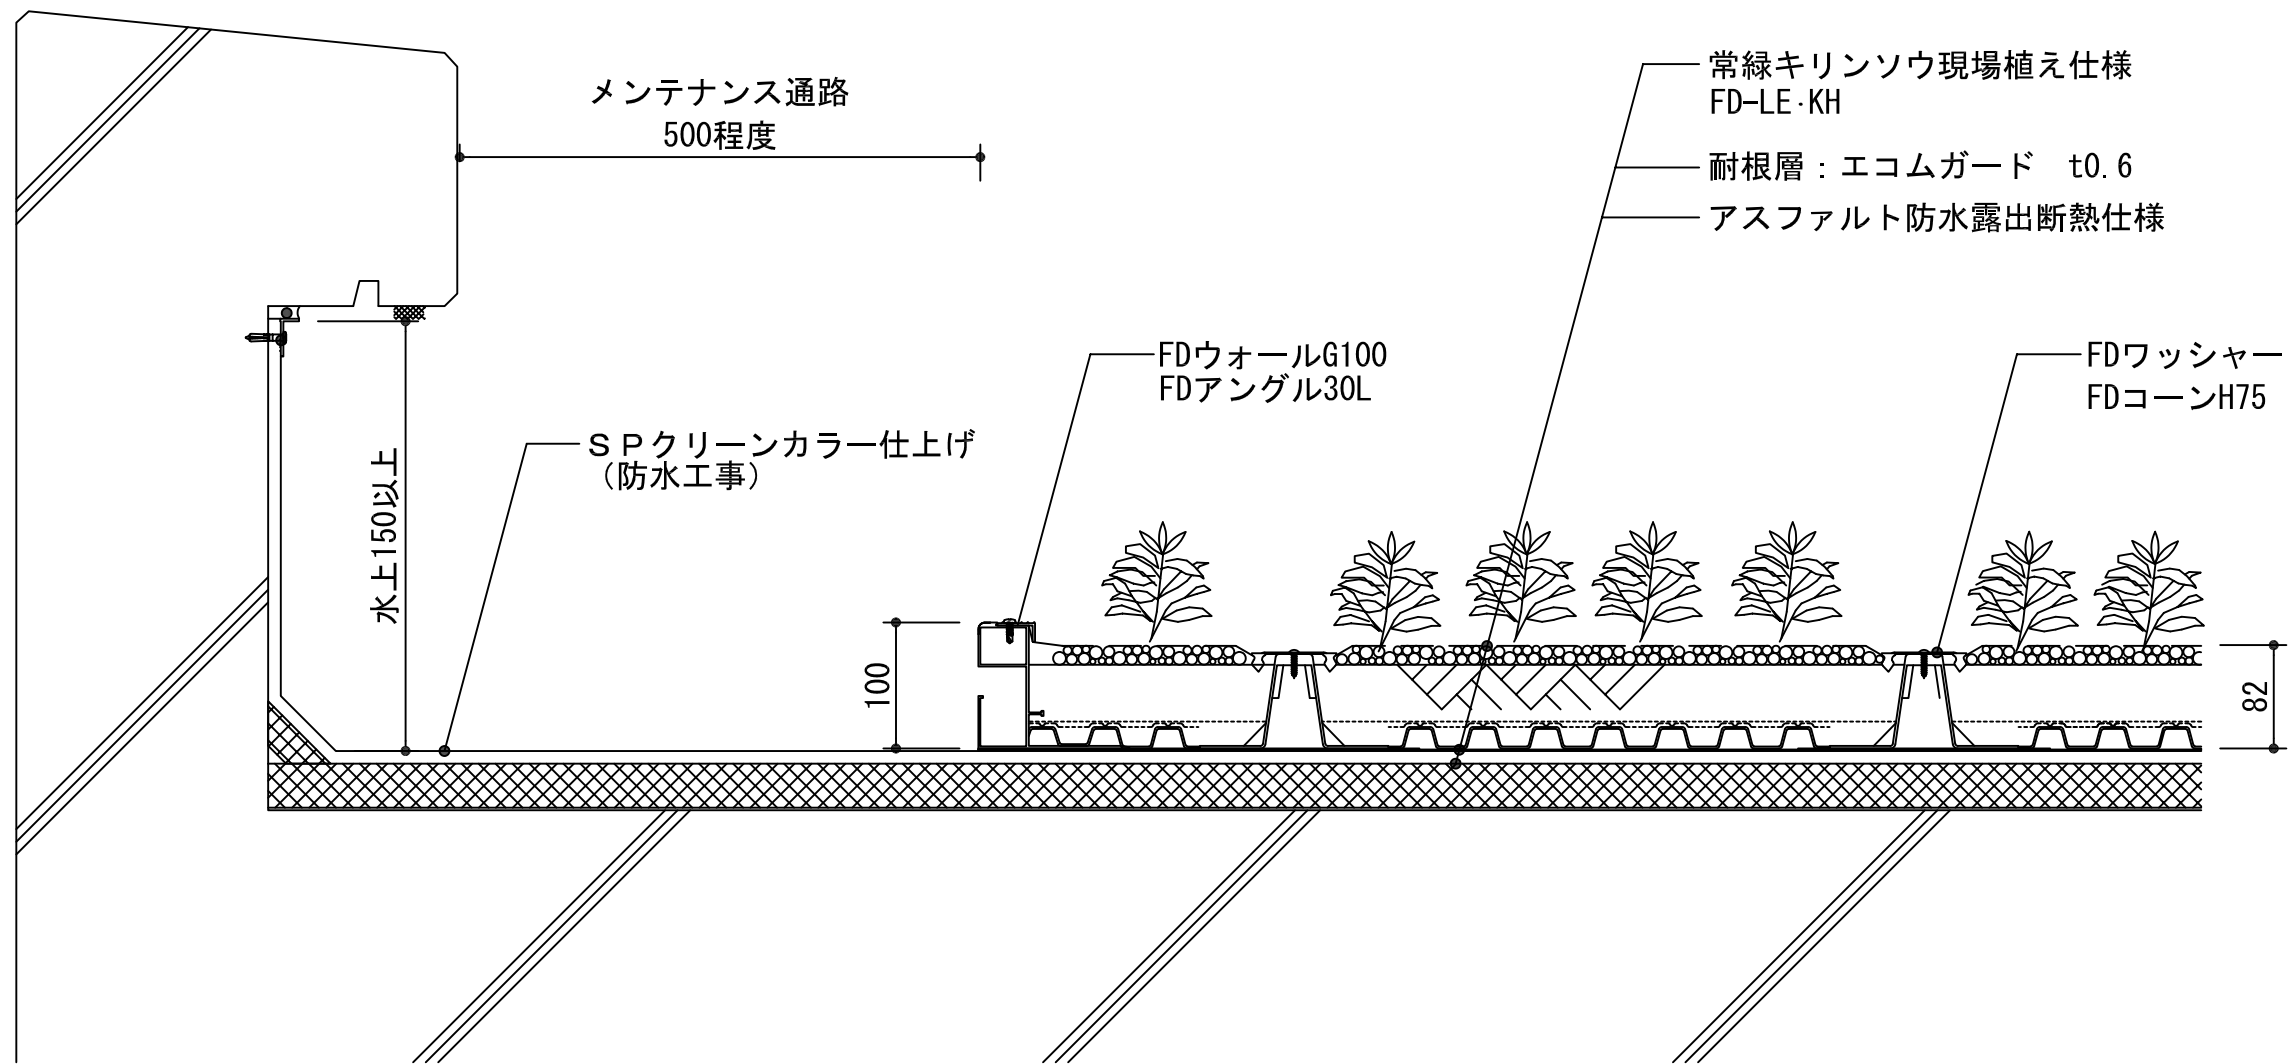 メンテナンス通路
500程度
常緑キリンソウ現場植え仕様
FD-LE·KH
耐根層：エコムガード　t0.6
アスファルト防水露出断熱仕様
FDウォールG100
FDアングル30L
FDワッシャー
FDコーンH75
ＳＰクリーンカラー仕上げ
（防水工事）
水上150以上
100
82